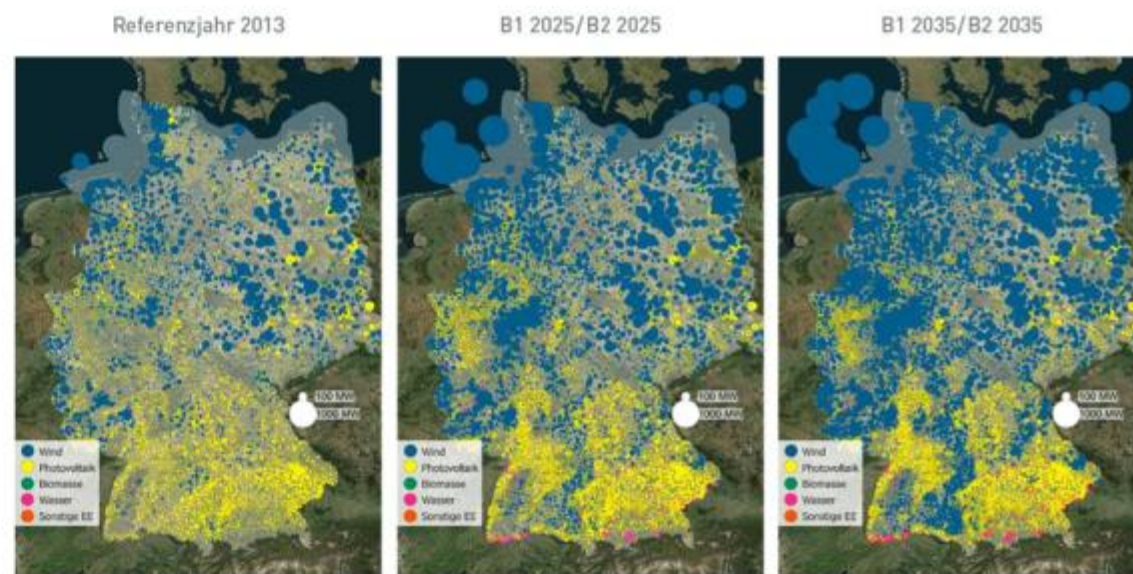 Referenzjahr 2013
B1 2025/B2 2025
B1 2035/B2 2035
100 MW
1000 MW
Wind
Photovoltaik
Biomasse
Wasser
Sonstige EE
100 MW
1000 MW
Wind
Photovoltaik
Biomasse
Wasser
Sonstige EE
100 MW
1000 MW
Wind
Photovoltaik
Biomasse
Wasser
Sonstige EE